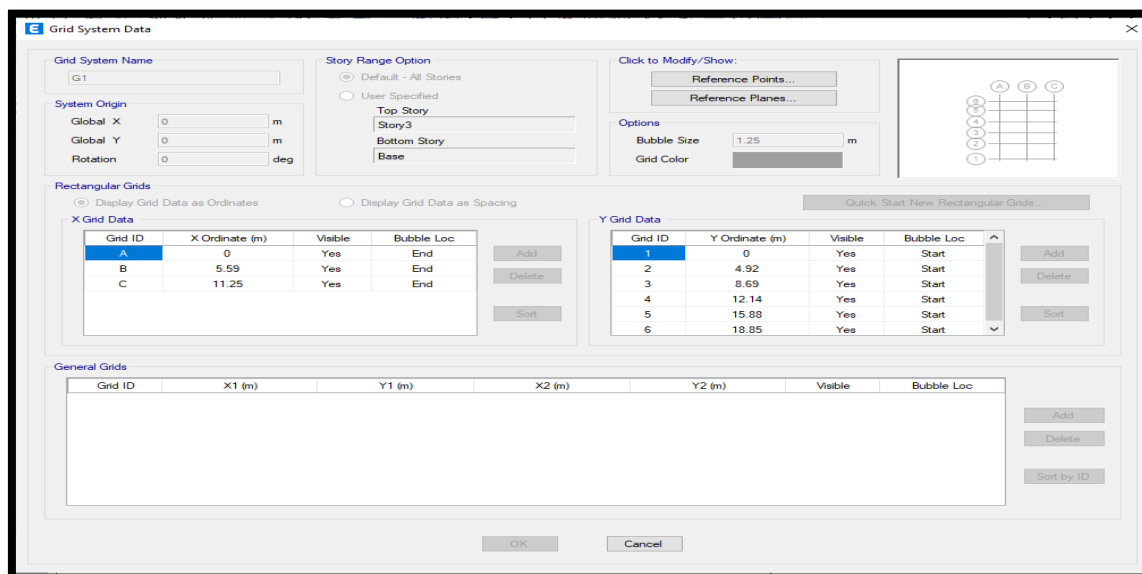 E Grid System Data
Grid System Name
G1
System Origin
Global X 0 m
Global Y 0 m
Rotation 0 deg
Story Range Option
Default - All Stories
User Specified
Top Story
Story3
Bottom Story
Base
Click to Modify/Show:
Reference Points...
Reference Planes...
Options
Bubble Size 1.25 m
Grid Color
A B C
6
5
4
3
2
1
Rectangular Grids
Display Grid Data as Ordinates Display Grid Data as Spacing Quick Start New Rectangular Grids...
X Grid Data
Grid ID X Ordinate (m) Visible Bubble Loc
A 0 Yes End
B 5.59 Yes End
C 11.25 Yes End
Add
Delete
Sort
Y Grid Data
Grid ID Y Ordinate (m) Visible Bubble Loc
1 0 Yes Start
2 4.92 Yes Start
3 8.69 Yes Start
4 12.14 Yes Start
5 15.88 Yes Start
6 18.85 Yes Start
Add
Delete
Sort
General Grids
Grid ID X1 (m) Y1 (m) X2 (m) Y2 (m) Visible Bubble Loc
Add
Delete
Sort by ID
OK Cancel